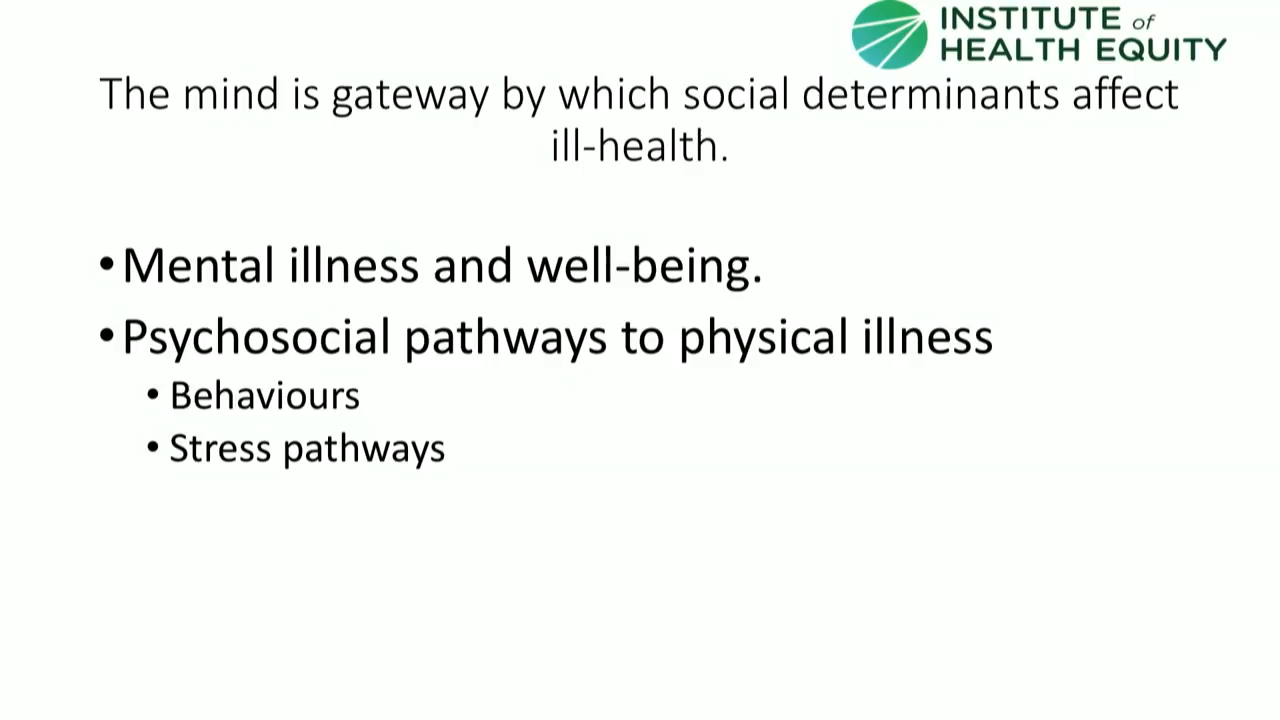 INSTITUTE of
HEALTH EQUITY
The mind is gateway by which social determinants affect
ill-health.
•Mental illness and well-being.
•Psychosocial pathways to physical illness
• Behaviours
• Stress pathways